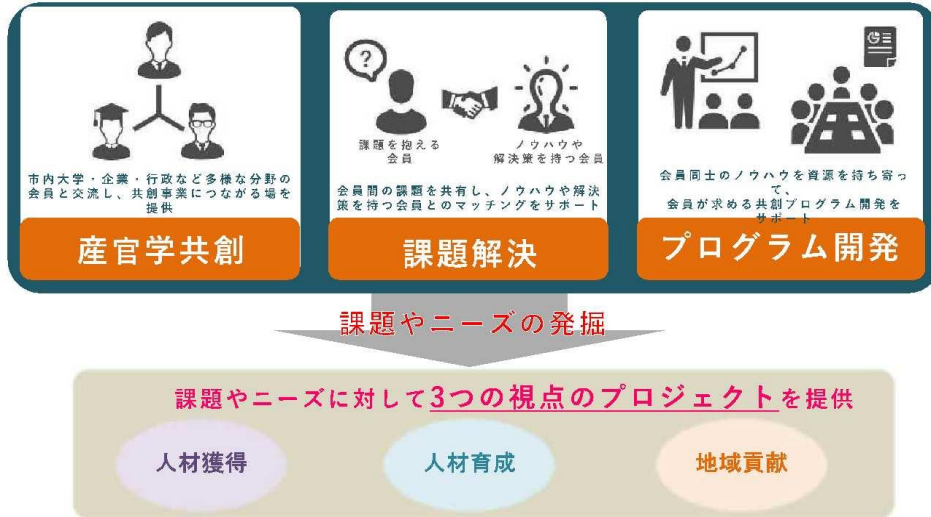 市内大学・企業・行政など多様な分野の
会員と交流し、共創事業につながる場を
提供
産官学共創
?
課題を抱える
会員
ノウハウや
解決策を持つ会員
会員間の課題を共有し、ノウハウや解決
策を持つ会員とのマッチングをサポート
課題解決
会員同士のノウハウを資源を持ち寄っ
て、
会員が求める共創プログラム開発を
サポート
プログラム開発
課題やニーズの発掘
課題やニーズに対して3つの視点のプロジェクトを提供
人材獲得
人材育成
地域貢献